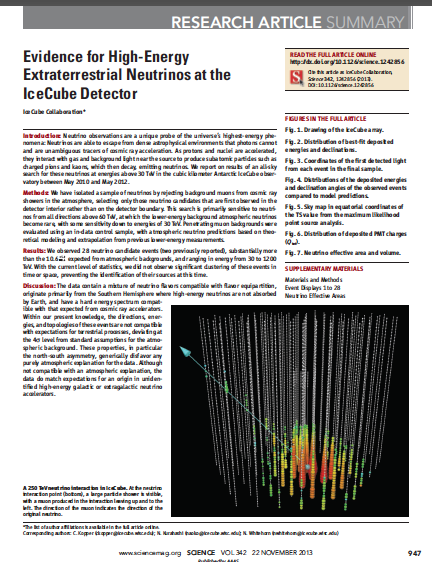 RESEARCH ARTICLE SUMMARY
Evidence for High-Energy
Extraterrestrial Neutrinos at the
IceCube Detector
IceCube Collaboration*
Introduction: Neutrino observations are a unique probe of the universe's highest-energy phe-
nomena: Neutrinos are able to escape from dense astrophysical environments that photons cannot
and are unambiguous tracers of cosmic ray acceleration. As protons and nuclei are accelerated,
they interact with gas and background light near the source to produce subatomic particles such as
charged pions and kaons, which then decay, emitting neutrinos. We report on results of an all-sky
search for these neutrinos at energies above 30 TeV in the cubic kilometer Antarctic IceCube obser-
vatory between May 2010 and May 2012.
Methods: We have isolated a sample of neutrinos by rejecting background muons from cosmic ray
showers in the atmosphere, selecting only those neutrino candidates that are first observed in the
detector interior rather than on the detector boundary. This search is primarily sensitive to neutri-
nos from all directions above 60 TeV, at which the lower-energy background atmospheric neutrinos
become rare, with some sensitivity down to energies of 30 TeV. Penetrating muon backgrounds were
evaluated using an in-data control sample, with atmospheric neutrino predictions based on theo-
retical modeling and extrapolation from previous lower-energy measurements.
Results: We observed 28 neutrino candidate events (two previously reported), substantially more
than the 10.6 expected from atmospheric backgrounds, and ranging in energy from 30 to 1200
TeV. With the current level of statistics, we did not observe significant clustering of these events in
time or space, preventing the identification of their sources at this time.
Discussion: The data contain a mixture of neutrino flavors compatible with flavor equipartition,
originate primarily from the Southern Hemisphere where high-energy neutrinos are not absorbed
by Earth, and have a hard energy spectrum compat-
ible with that expected from cosmic ray accelerators.
Within our present knowledge, the directions, ener-
gies, and topologies of these events are not compatible
with expectations for terrestrial processes, deviating at
the 4σ level from standard assumptions for the atmo-
spheric background. These properties, in particular
the north-south asymmetry, generically disfavor any
purely atmospheric explanation for the data. Although
not compatible with an atmospheric explanation, the
data do match expectations for an origin in uniden-
tified high-energy galactic or extragalactic neutrino
accelerators.
A 250 TeV neutrino interaction in IceCube. At the neutrino
interaction point (bottom), a large particle shower is visible,
with a muon produced in the interaction leaving up and to the
left. The direction of the muon indicates the direction of the
original neutrino.
READ THE FULL ARTICLE ONLINE
http://dx.doi.org/10.1126/science.1242856
Cite this article as IceCube Collaboration,
Science 342, 1242856 (2013).
DOI: 10.1126/science.1242856
FIGURES IN THE FULL ARTICLE
Fig. 1. Drawing of the IceCube array.
Fig. 2. Distribution of best-fit deposited
energies and declinations.
Fig. 3. Coordinates of the first detected light
from each event in the final sample.
Fig. 4. Distributions of the deposited energies
and declination angles of the observed events
compared to model predictions.
Fig. 5. Sky map in equatorial coordinates of
the TS value from the maximum likelihood
point source analysis.
Fig. 6. Distribution of deposited PMT charges
(Qtot).
Fig. 7. Neutrino effective area and volume.
SUPPLEMENTARY MATERIALS
Materials and Methods
Event Displays 1 to 28
Neutrino Effective Areas
*The list of author affiliations is available in the full article online.
Corresponding authors: C. Kopper (ckopper@icecube.wisc.edu); N. Kurahashi (naoko@icecube.wisc.edu); N. Whitehorn (nwhitehorn@icecube.wisc.edu)
www.sciencemag.org SCIENCE VOL 342 22 NOVEMBER 2013 947
Published by AAAS